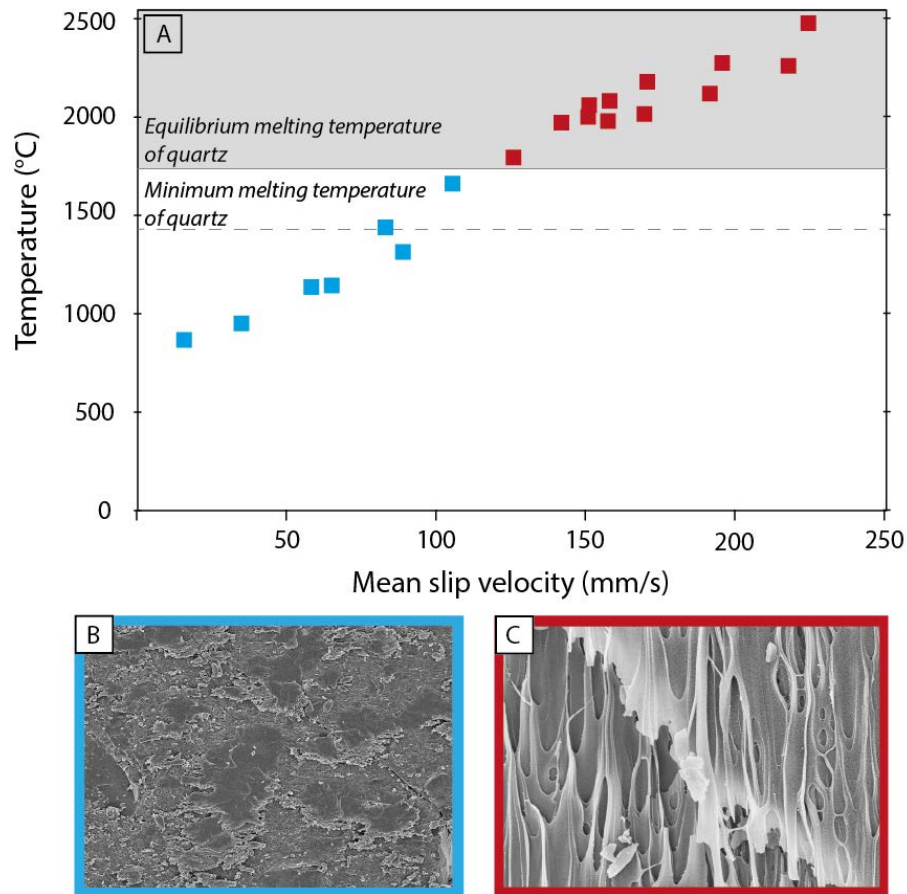 A
2500
2000
1500
1000
500
0
Temperature (°C)
Equilibrium melting temperature
of quartz
Minimum melting temperature
of quartz
50
100
150
200
250
Mean slip velocity (mm/s)
B
C